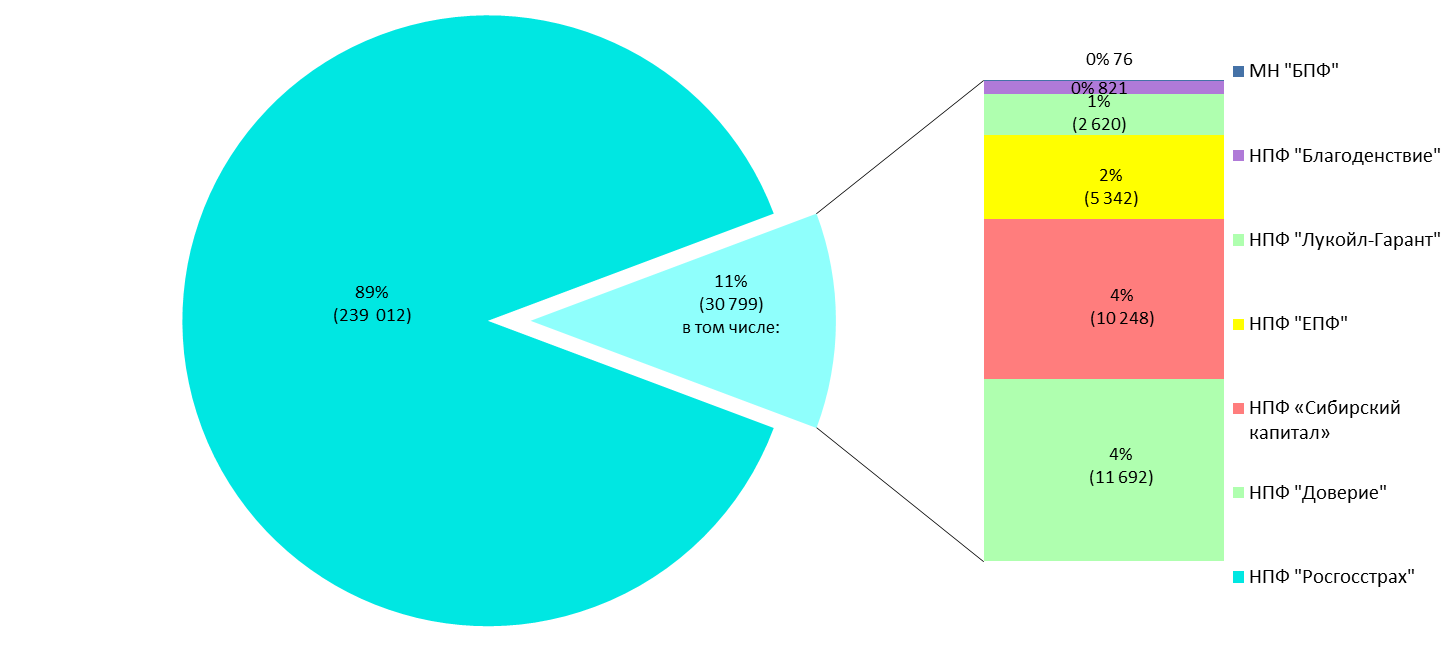 89%
(239 012)
11%
(30 799)
в том числе:
0% 76
0% 821
1%
(2 620)
2%
(5 342)
4%
(10 248)
4%
(11 692)
МН "БПФ"
НПФ "Благоденствие"
НПФ "Лукойл-Гарант"
НПФ "ЕПФ"
НПФ «Сибирский
капитал»
НПФ "Доверие"
НПФ "Росгосстрах"